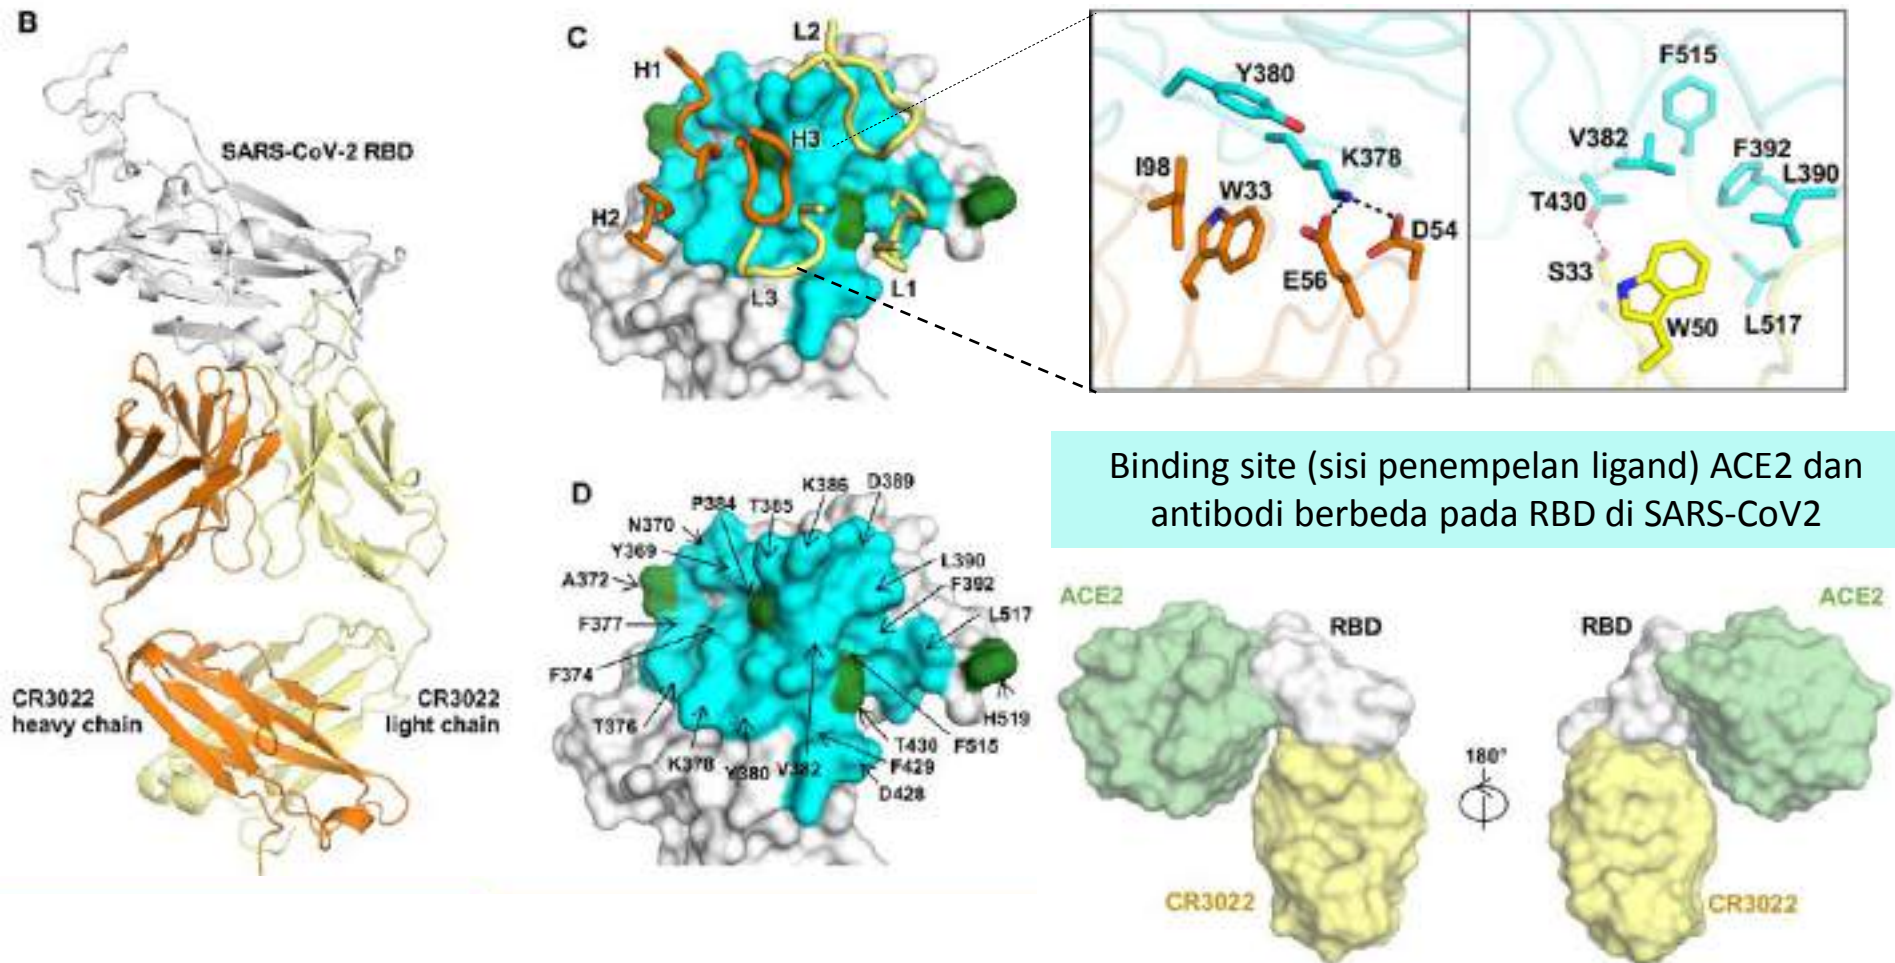 B
SARS-CoV-2 RBD
CR3022
heavy chain
CR3022
light chain
C
L2
H1
H3
H2
L3
L1
Y380
K378
I98
W33
D54
E56
F515
V382
F392
L390
T430
S33
W50
L517
D
K386
D389
P384
T385
N370
Y369
A372
L390
F392
L517
F377
F374
H519
T376
T430
F515
K378
Y380
V382
F429
D428
Binding site (sisi penempelan ligand) ACE2 dan
antibodi berbeda pada RBD di SARS-CoV2
ACE2
RBD
RBD
ACE2
180°
CR3022
CR3022